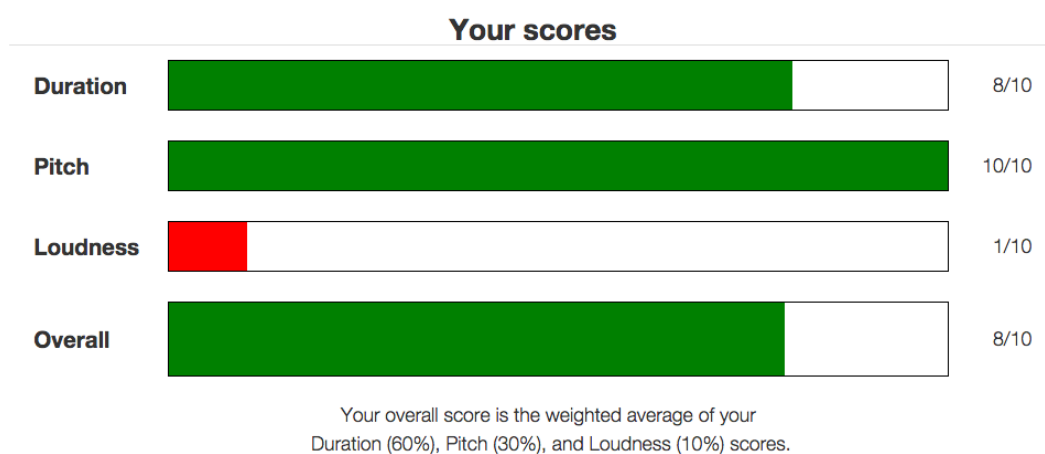 Your scores
Duration 8/10
Pitch 10/10
Loudness 1/10
Overall 8/10
Your overall score is the weighted average of your
Duration (60%), Pitch (30%), and Loudness (10%) scores.